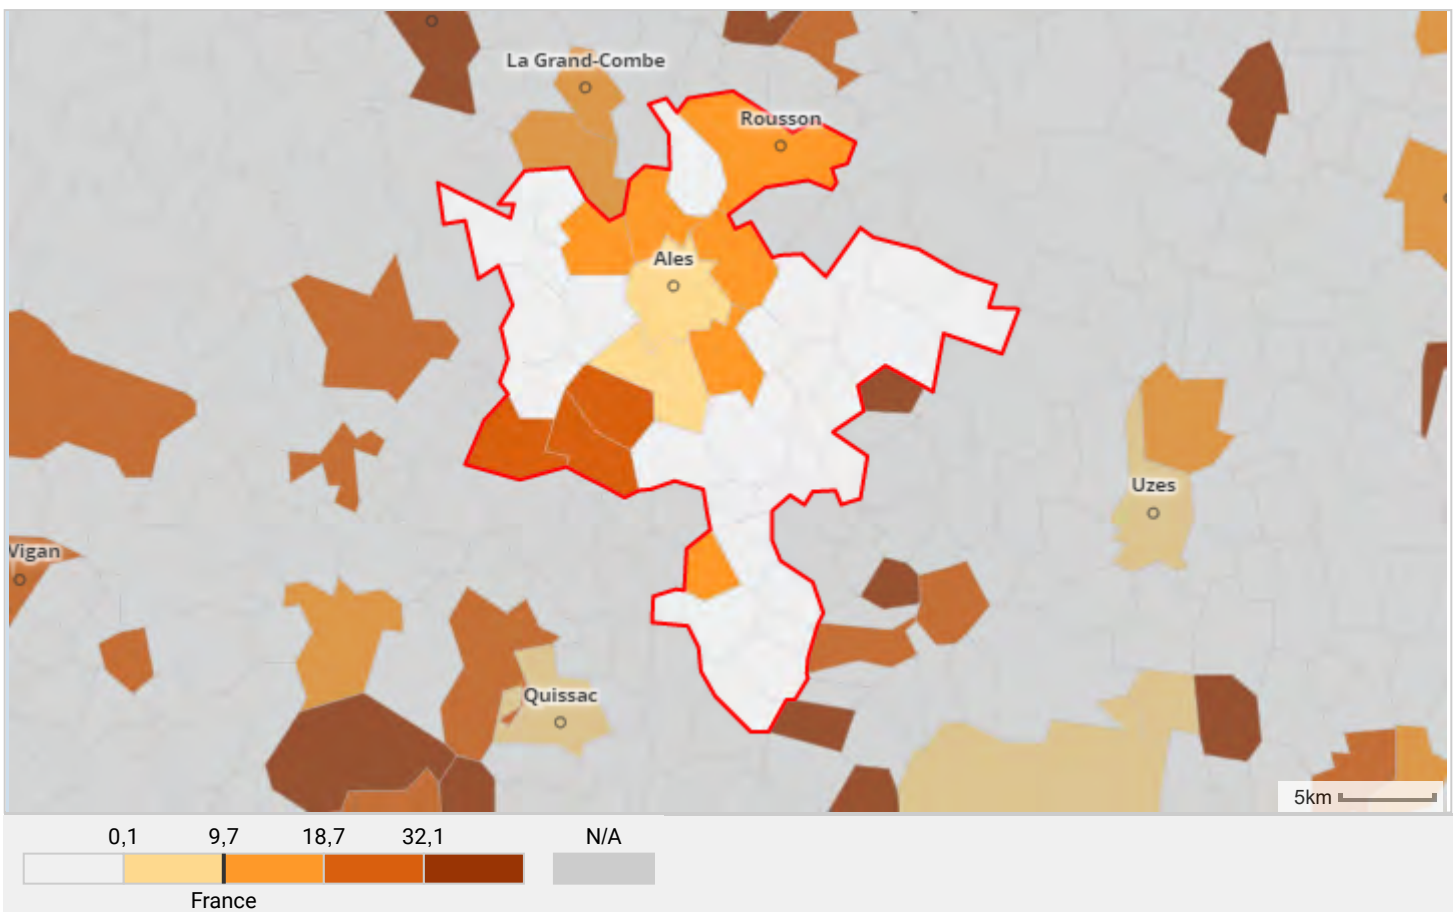 La Grand-Combe
Rousson
Ales
Uzes
Vigan
Quissac
5km
0,1 9,7 18,7 32,1 N/A
France